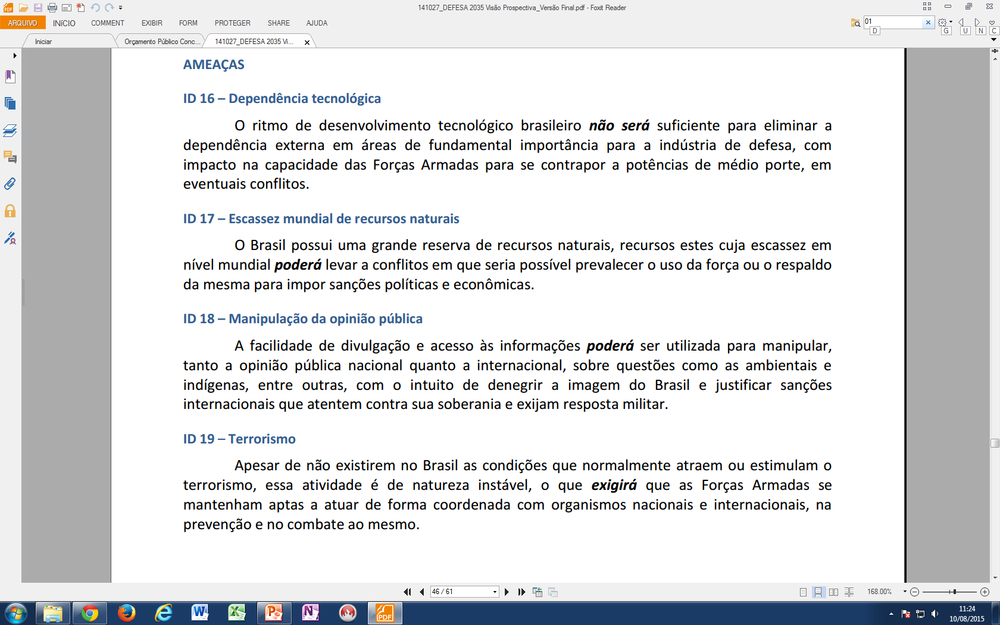 141027_DEFESA 2035 Visão Prospectiva_Versão Final.pdf - Foxit Reader
ARQUIVO INíCIO COMMENT EXIBIR FORM PROTEGER SHARE AJUDA
01
D G U N C
Iniciar Orçamento Público Conc... 141027_DEFESA 2035 Vi...
AMEAÇAS
ID 16 – Dependência tecnológica
O ritmo de desenvolvimento tecnológico brasileiro não será suficiente para eliminar a
dependência externa em áreas de fundamental importância para a indústria de defesa, com
impacto na capacidade das Forças Armadas para se contrapor a potências de médio porte, em
eventuais conflitos.
ID 17 – Escassez mundial de recursos naturais
O Brasil possui uma grande reserva de recursos naturais, recursos estes cuja escassez em
nível mundial poderá levar a conflitos em que seria possível prevalecer o uso da força ou o respaldo
da mesma para impor sanções políticas e econômicas.
ID 18 – Manipulação da opinião pública
A facilidade de divulgação e acesso às informações poderá ser utilizada para manipular,
tanto a opinião pública nacional quanto a internacional, sobre questões como as ambientais e
indígenas, entre outras, com o intuito de denegrir a imagem do Brasil e justificar sanções
internacionais que atentem contra sua soberania e exijam resposta militar.
ID 19 – Terrorismo
Apesar de não existirem no Brasil as condições que normalmente atraem ou estimulam o
terrorismo, essa atividade é de natureza instável, o que exigirá que as Forças Armadas se
mantenham aptas a atuar de forma coordenada com organismos nacionais e internacionais, na
prevenção e no combate ao mesmo.
46 / 61
168.00%
11:24
10/08/2015
PDF